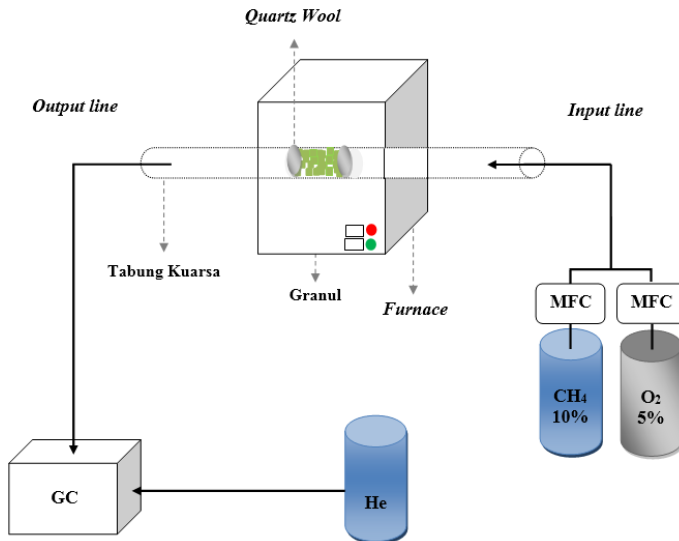 Quartz Wool
Output line
Input line
Tabung Kuarsa
Granul
Furnace
MFC
MFC
CH₄
10%
O₂
5%
GC
He